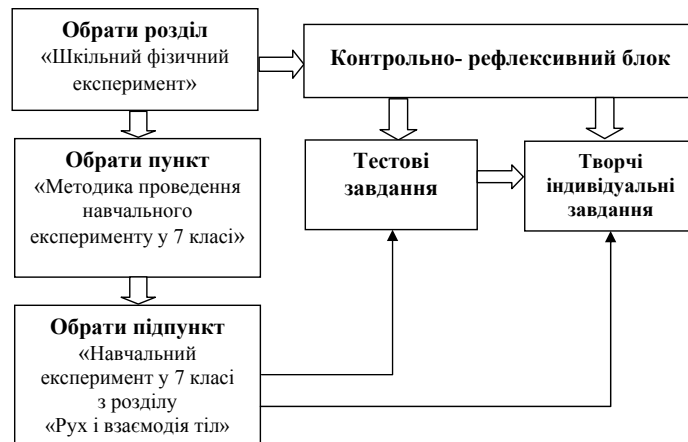 Обрати розділ
«Шкільний фізичний
експеримент»
Контрольно- рефлексивний блок
Обрати пункт
«Методика проведення
навчального
експерименту у 7 класі»
Тестові
завдання
Творчі
індивідуальні
завдання
Обрати підпункт
«Навчальний
експеримент у 7 класі
з розділу
«Рух і взаємодія тіл»